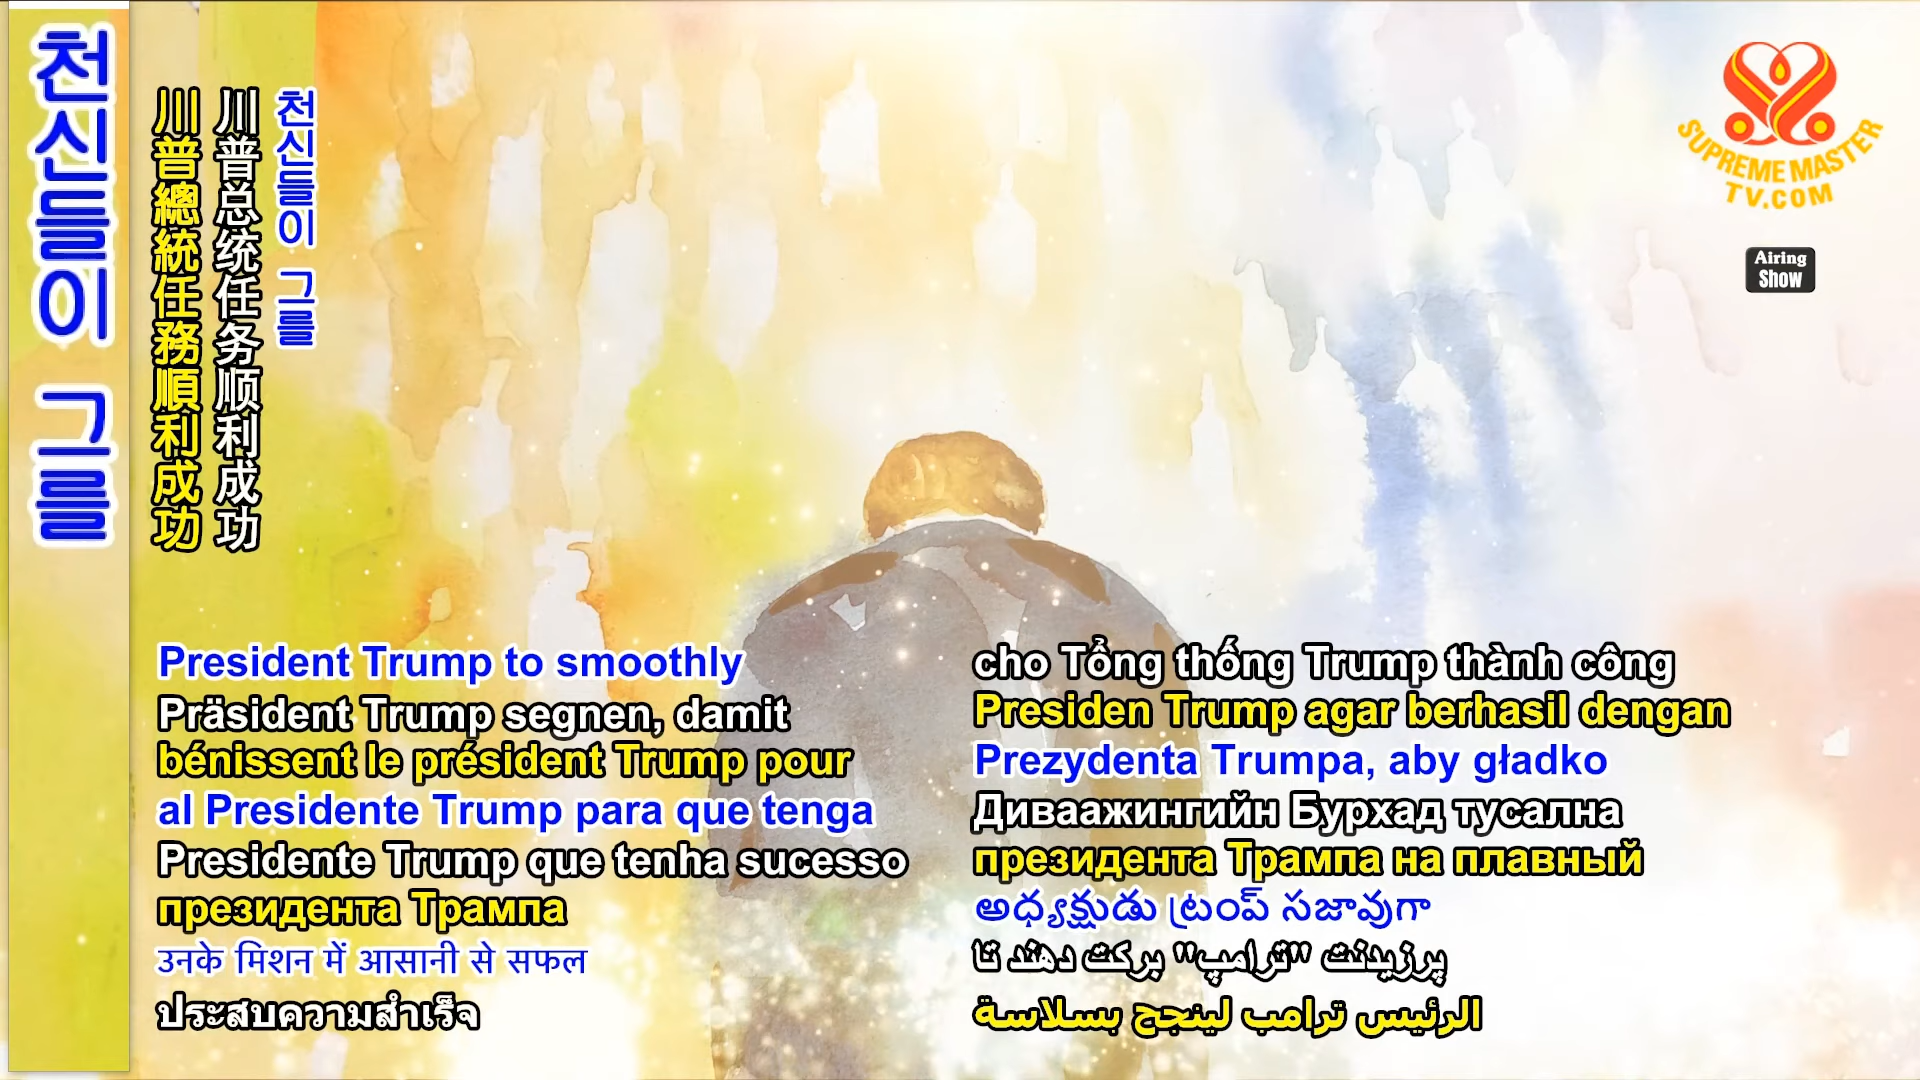 천신들이 그를
川普總統任務順利成功
川普总统任务顺利成功
천신들이 그를
SUPREME MASTER
TV.COM
Airing
Show
President Trump to smoothly
Präsident Trump segnen, damit
bénissent le président Trump pour
al Presidente Trump para que tenga
Presidente Trump que tenha sucesso
президента Трампа
उनके मिशन में आसानी से सफल
ประสบความสำเร็จ
cho Tổng thống Trump thành công
Presiden Trump agar berhasil dengan
Prezydenta Trumpa, aby gładko
Диваажингийн Бурхад тусална
президента Трампа на плавный
అధ్యక్షుడు ట్రంప్ సజావుగా
پرزیدنت "ترامپ" برکت دهند تا
الرئيس ترامب لينجح بسلاسة